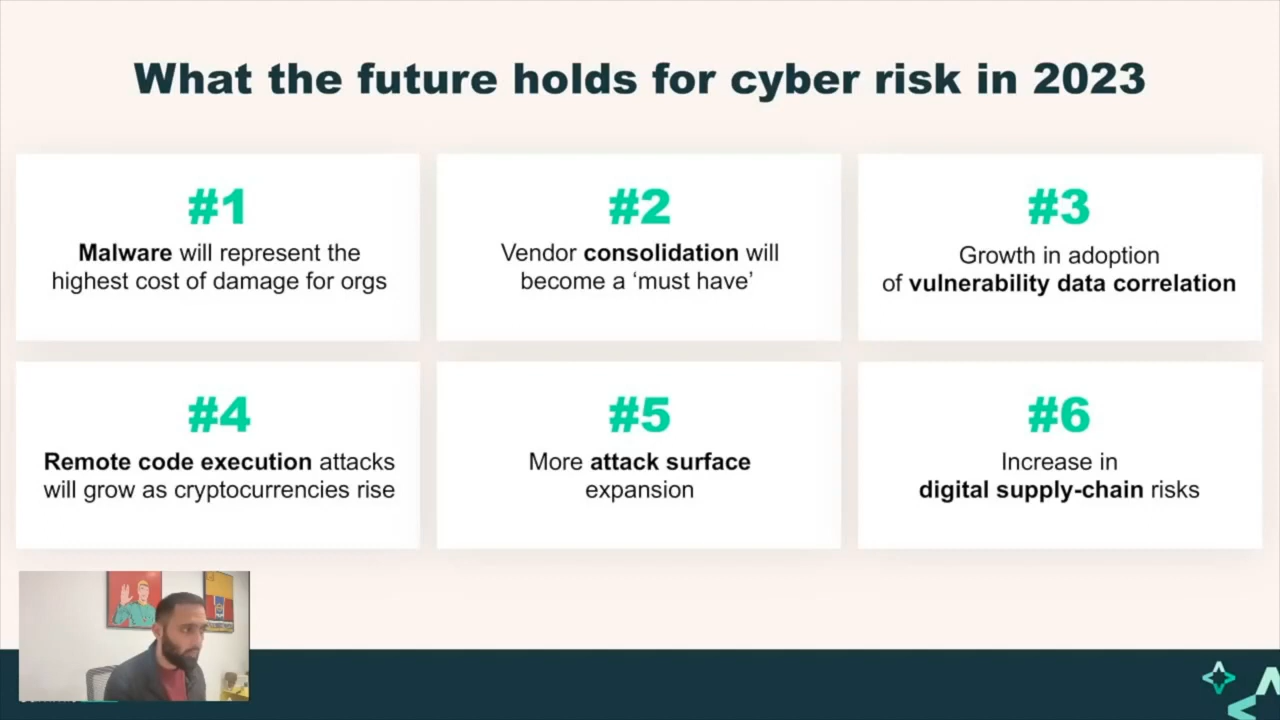 What the future holds for cyber risk in 2023
#1
Malware will represent the
highest cost of damage for orgs
#2
Vendor consolidation will
become a ‘must have’
#3
Growth in adoption
of vulnerability data correlation
#4
Remote code execution attacks
will grow as cryptocurrencies rise
#5
More attack surface
expansion
#6
Increase in
digital supply-chain risks